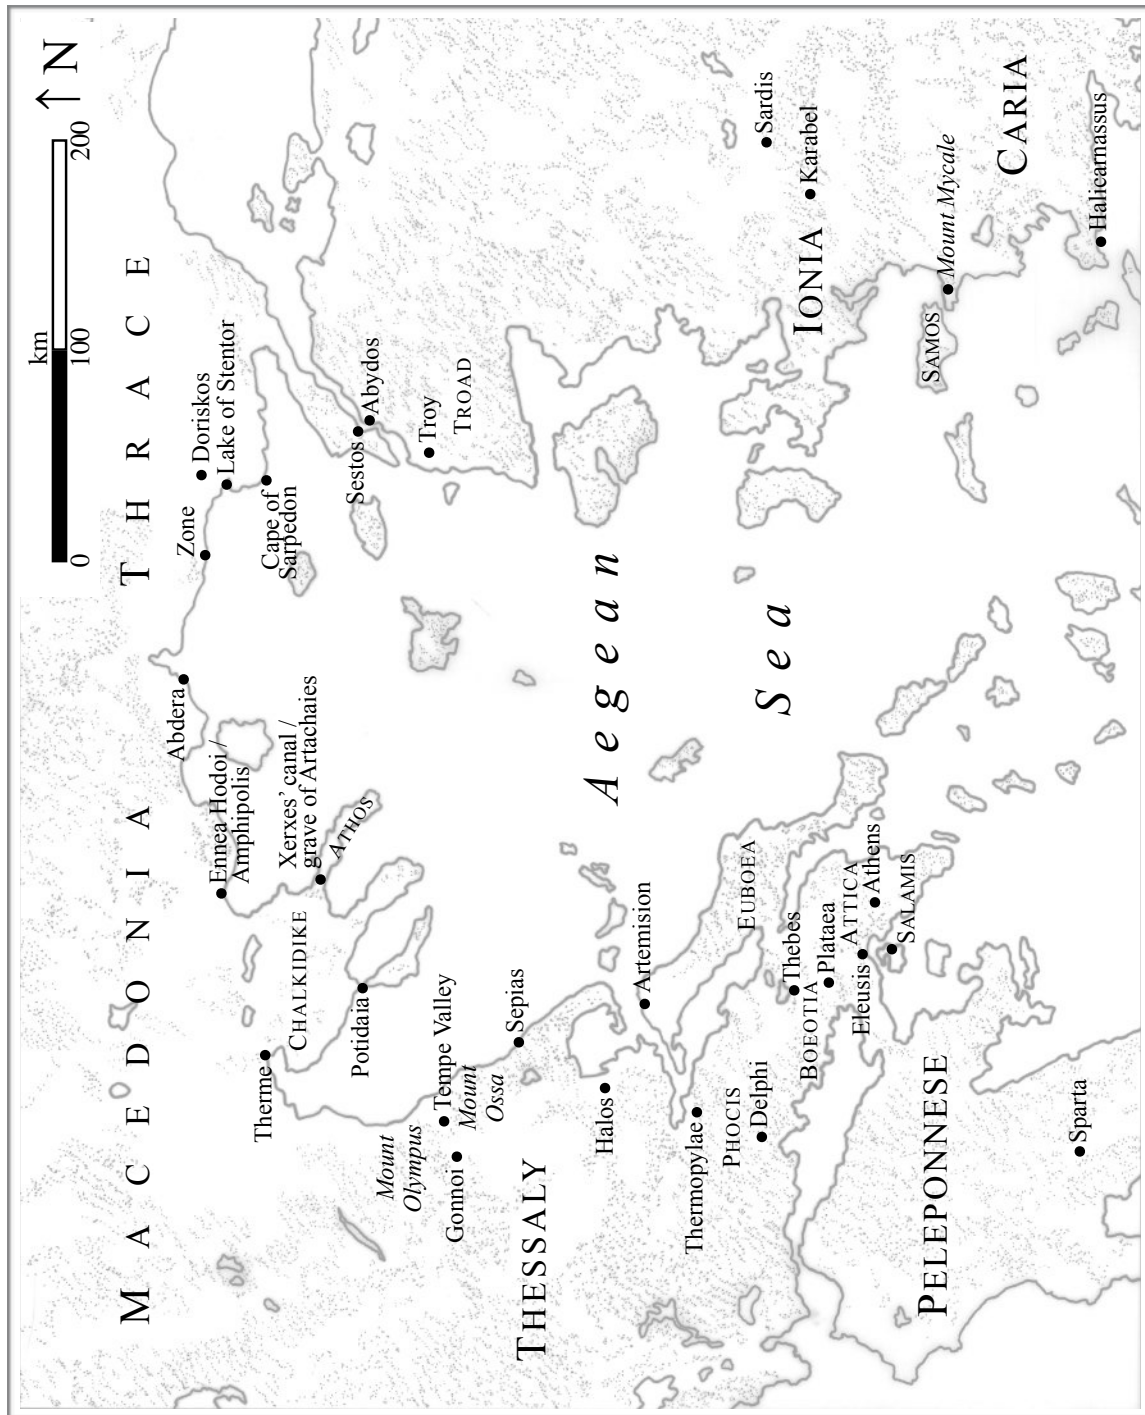 MACEDONIA
THRACE
km
0
100
200
N
Abdera
Zone
Doriskos
Lake of Stentor
Ennea Hodoi /
Amphipolis
Cape of
Sarpedon
Therme
CHALKIDIKE
Xerxes’ canal /
grave of Artachaies
ATHOS
Sestos
Abydos
Potidaia
Troy
TROAD
Mount
Olympus
Gonnoi
Tempe Valley
Mount
Ossa
THESSALY
Sepias
Aegean
Sea
Halos
Artemision
Thermopylae
PHOCIS
Delphi
EUBOEA
Sardis
Karabel
IONIA
BOEOTIA
Thebes
Plataea
Eleusis
ATTICA
Athens
SALAMIS
PELEPONNESE
SAMOS
Mount Mycale
CARIA
Sparta
Halicarnassus